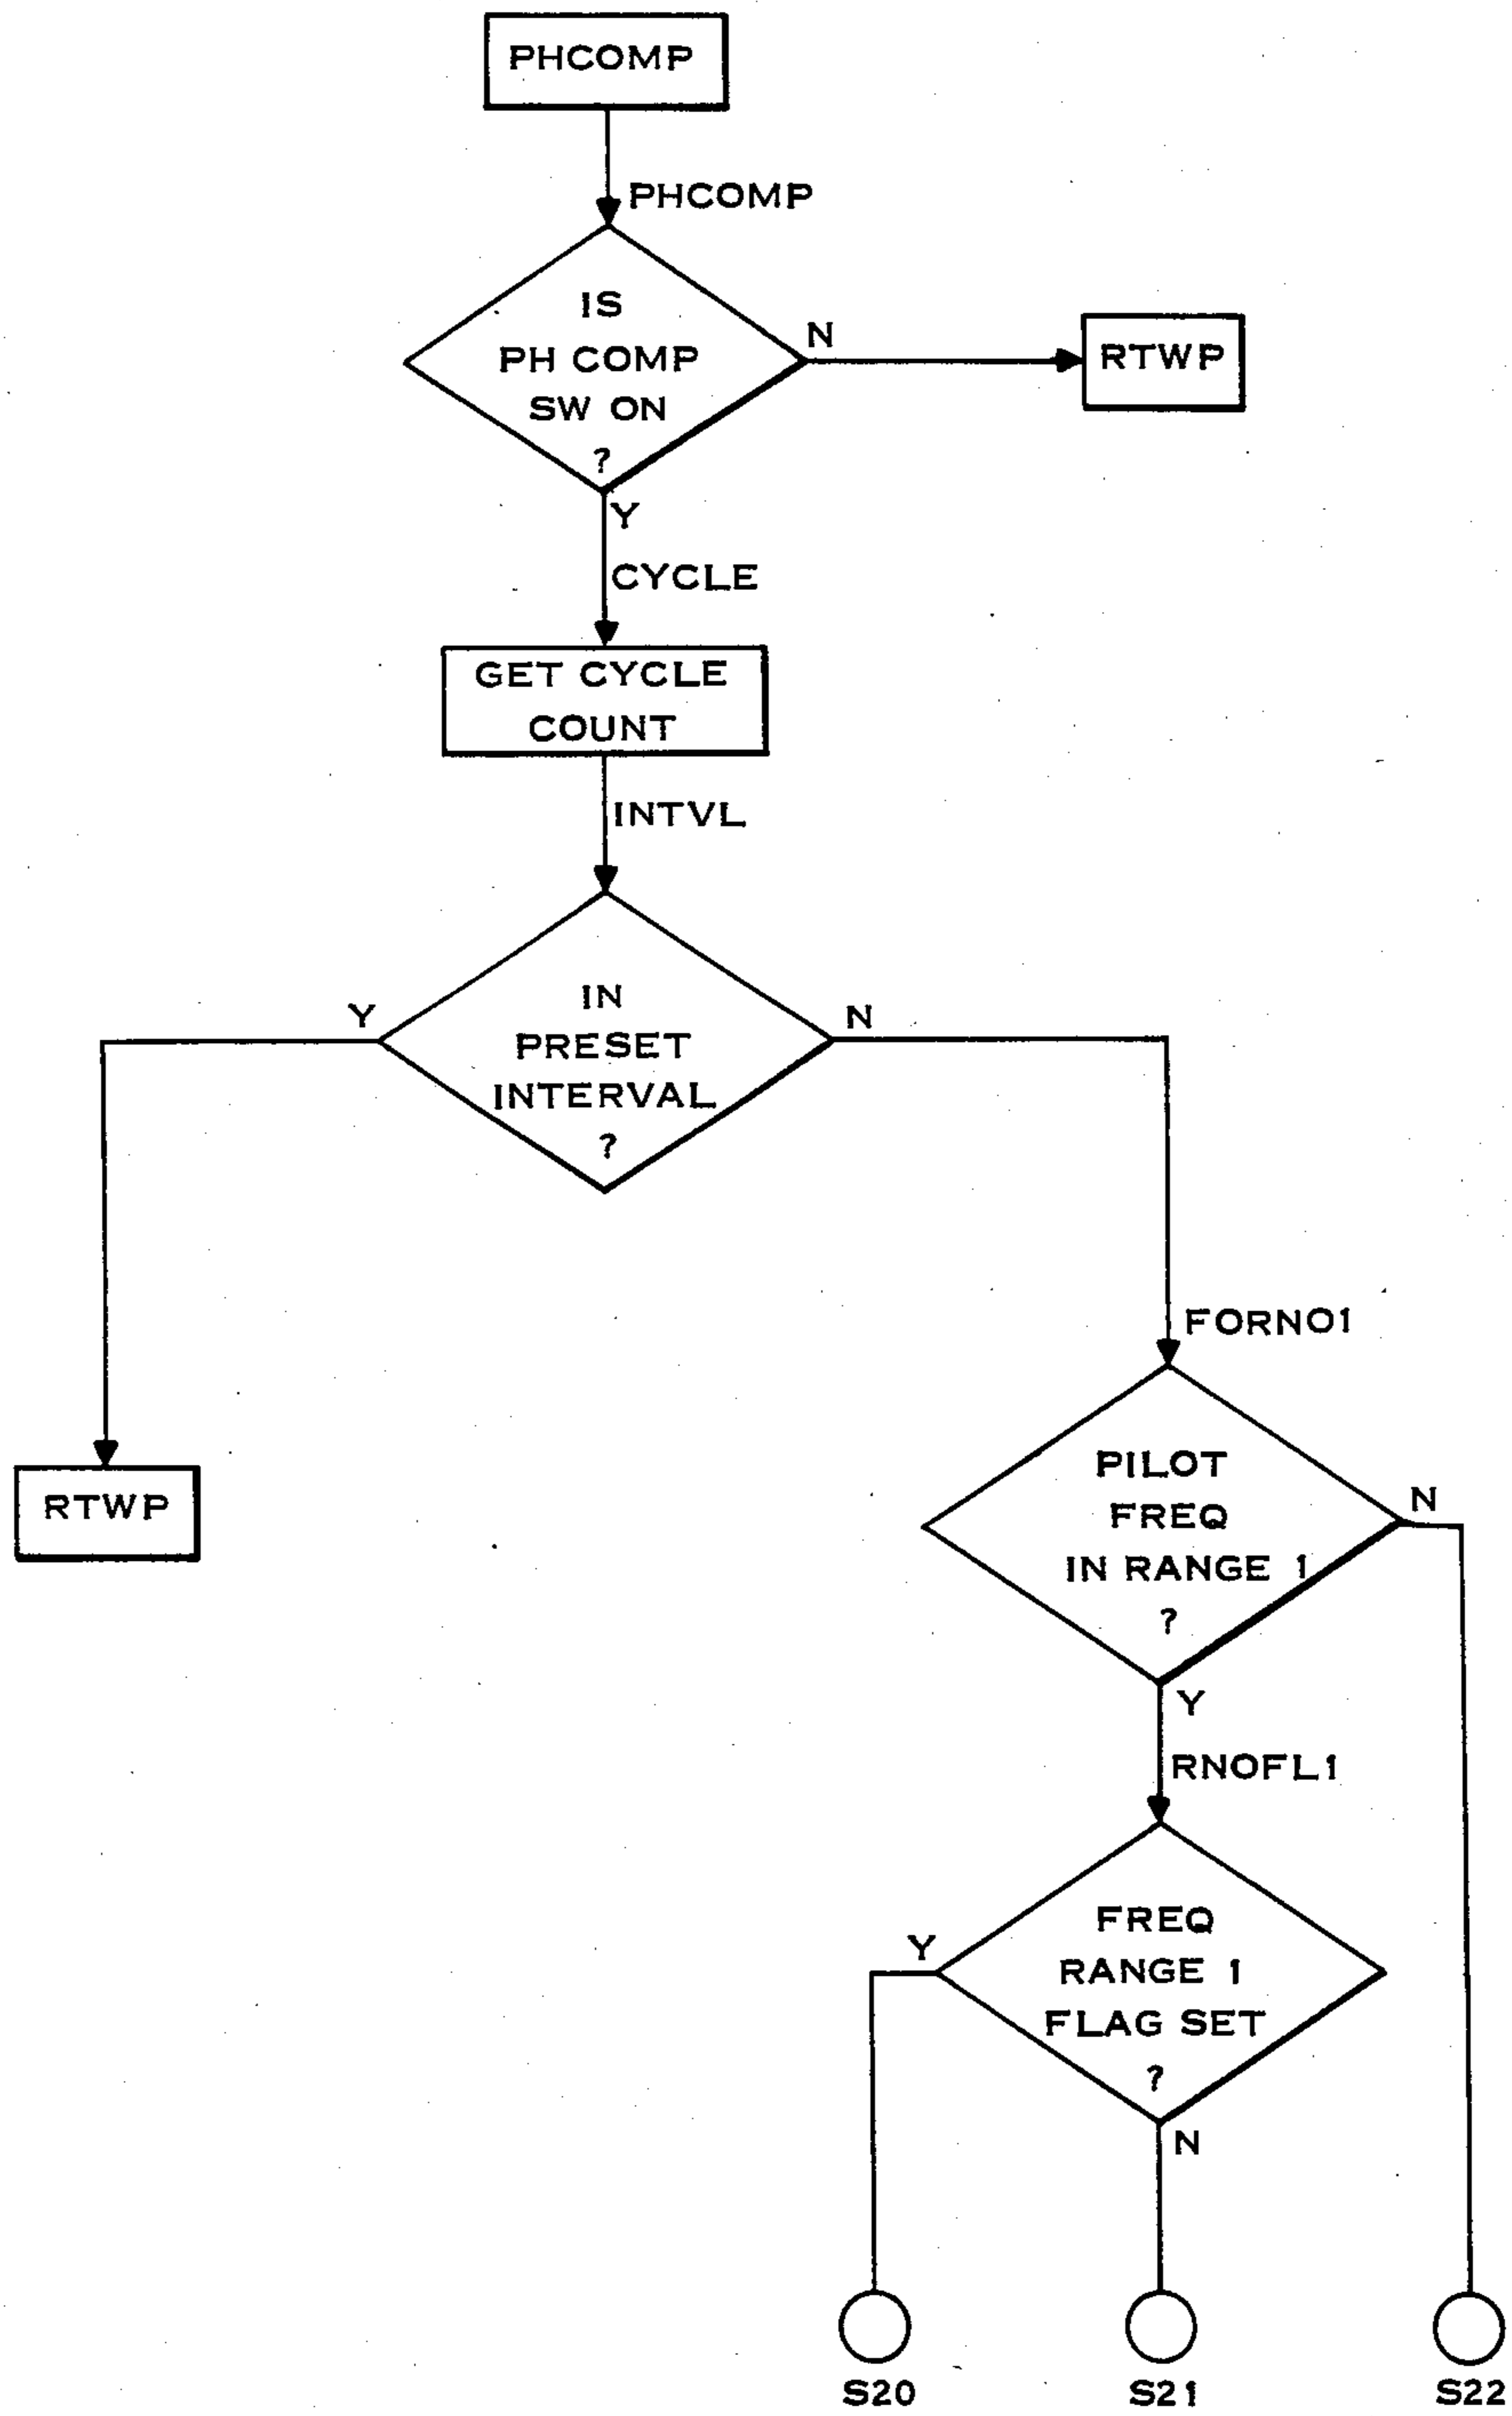 PHCOMP
PHCOMP
IS
PH COMP
SW ON
?
N
RTWP
Y
CYCLE
GET CYCLE
COUNT
INTVL
IN
PRESET
INTERVAL
?
Y
N
RTWP
FORNO1
PILOT
FREQ
IN RANGE 1
?
N
Y
RNOFL1
FREQ
RANGE 1
FLAG SET
?
Y
N
S20
S21
S22